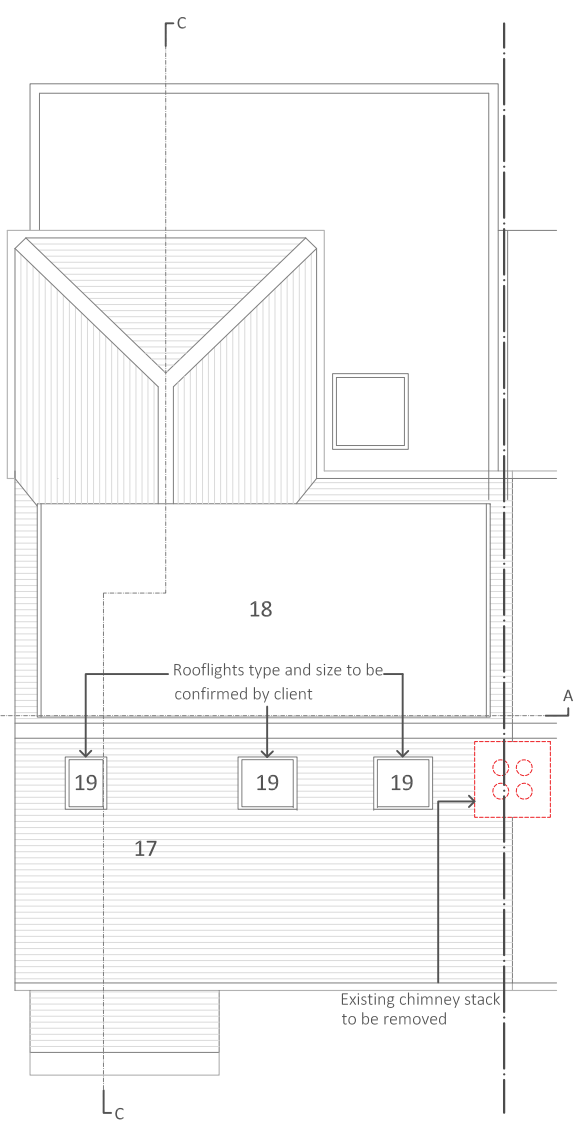 C
18
Rooflights type and size to be
confirmed by client
A
19 19 19
17
Existing chimney stack
to be removed
C